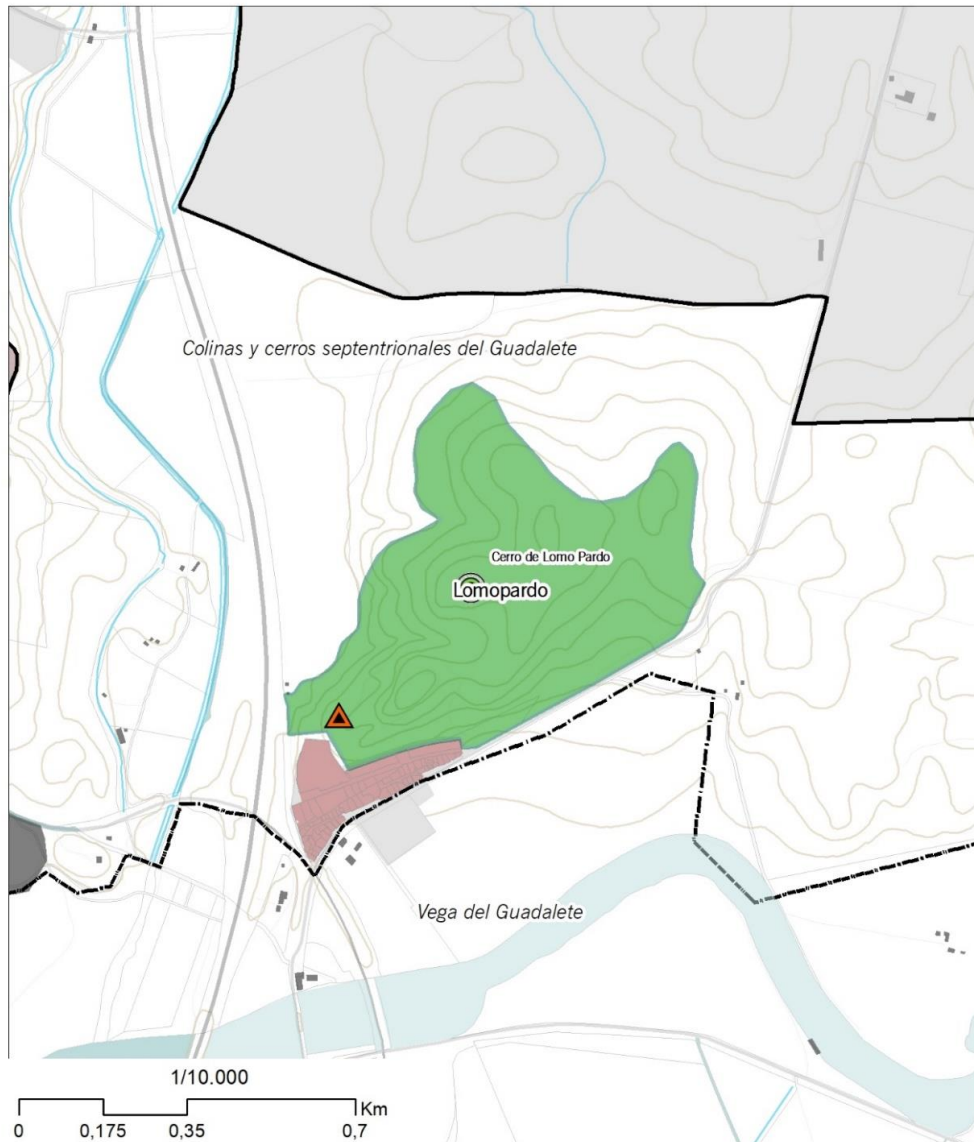 Colinas y cerros septentrionales del Guadalete
Cerro de Lomo Pardo
Lomopardo
Vega del Guadalete
1/10.000
Km
0 0,175 0,35 0,7